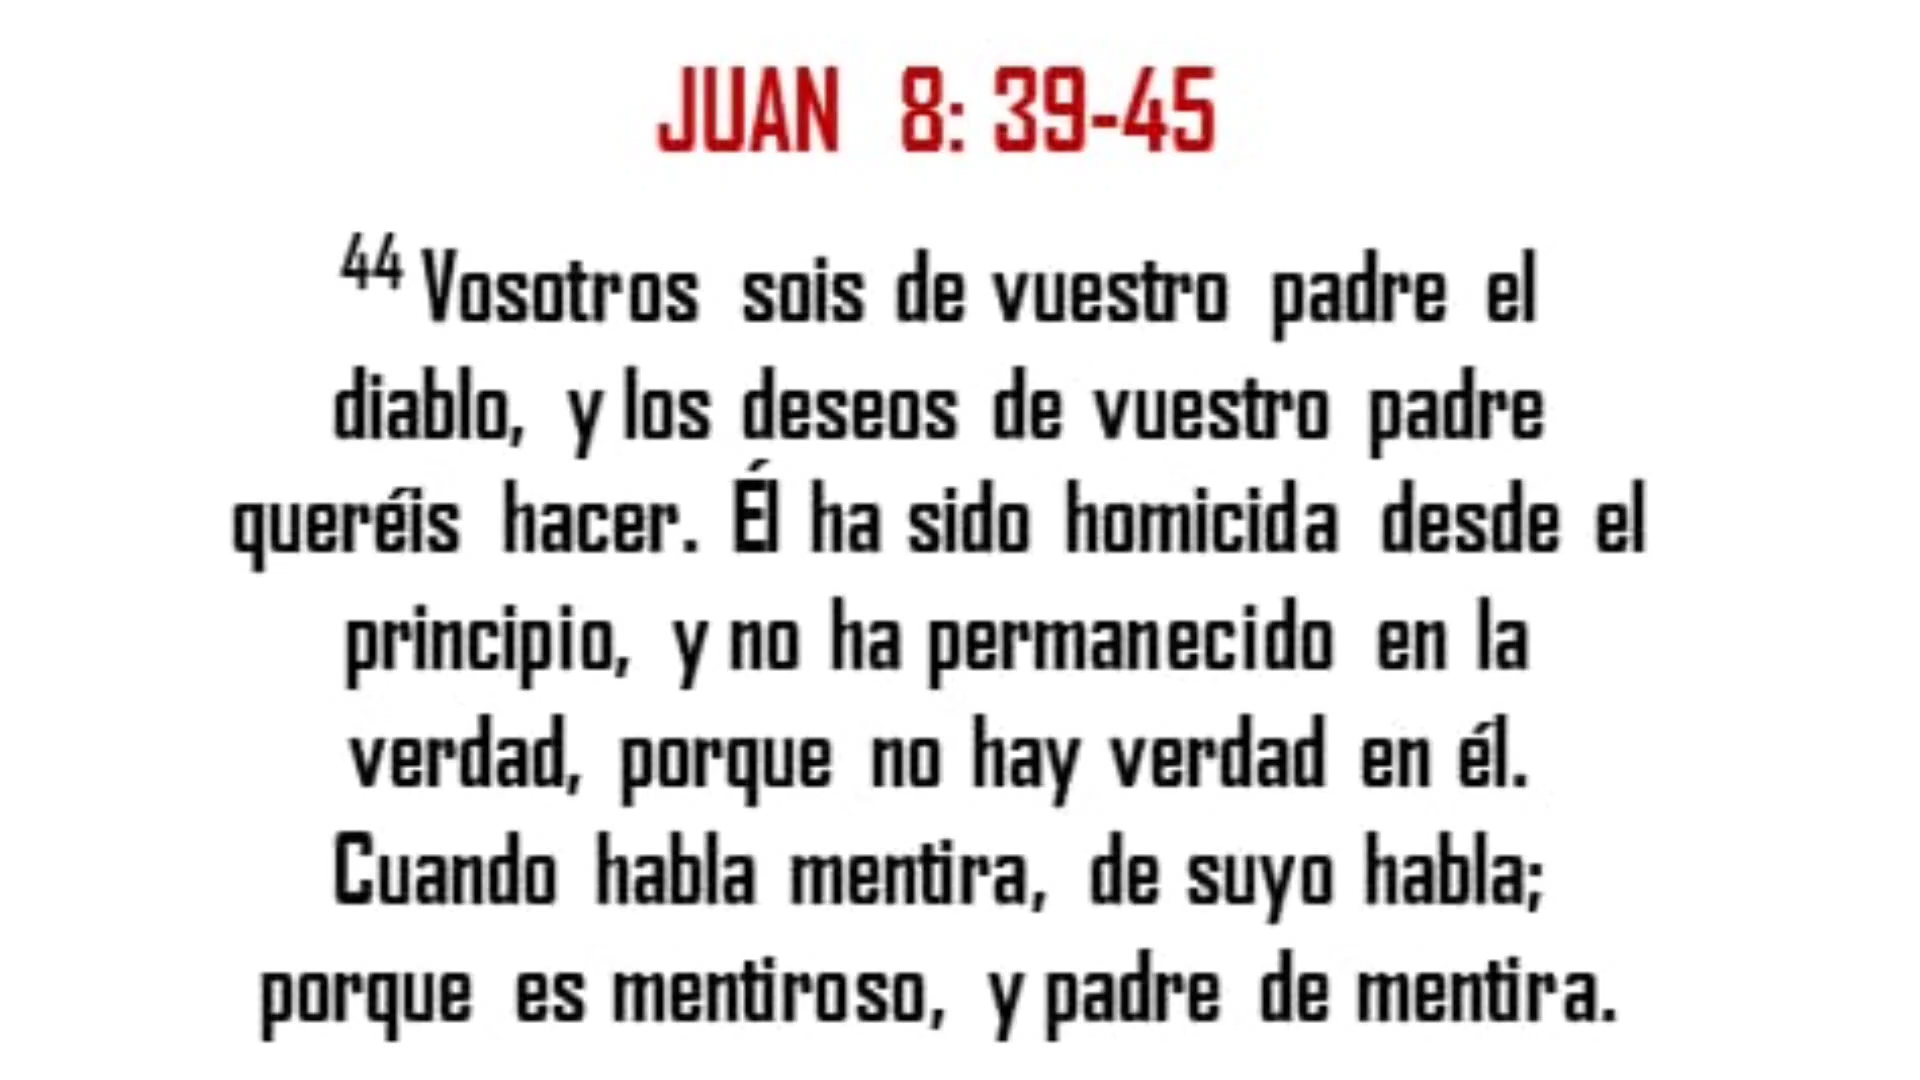 JUAN 8: 39-45
44 Vosotros sois de vuestro padre el
diablo, y los deseos de vuestro padre
queréis hacer. Él ha sido homicida desde el
principio, y no ha permanecido en la
verdad, porque no hay verdad en él.
Cuando habla mentira, de suyo habla;
porque es mentiroso, y padre de mentira.